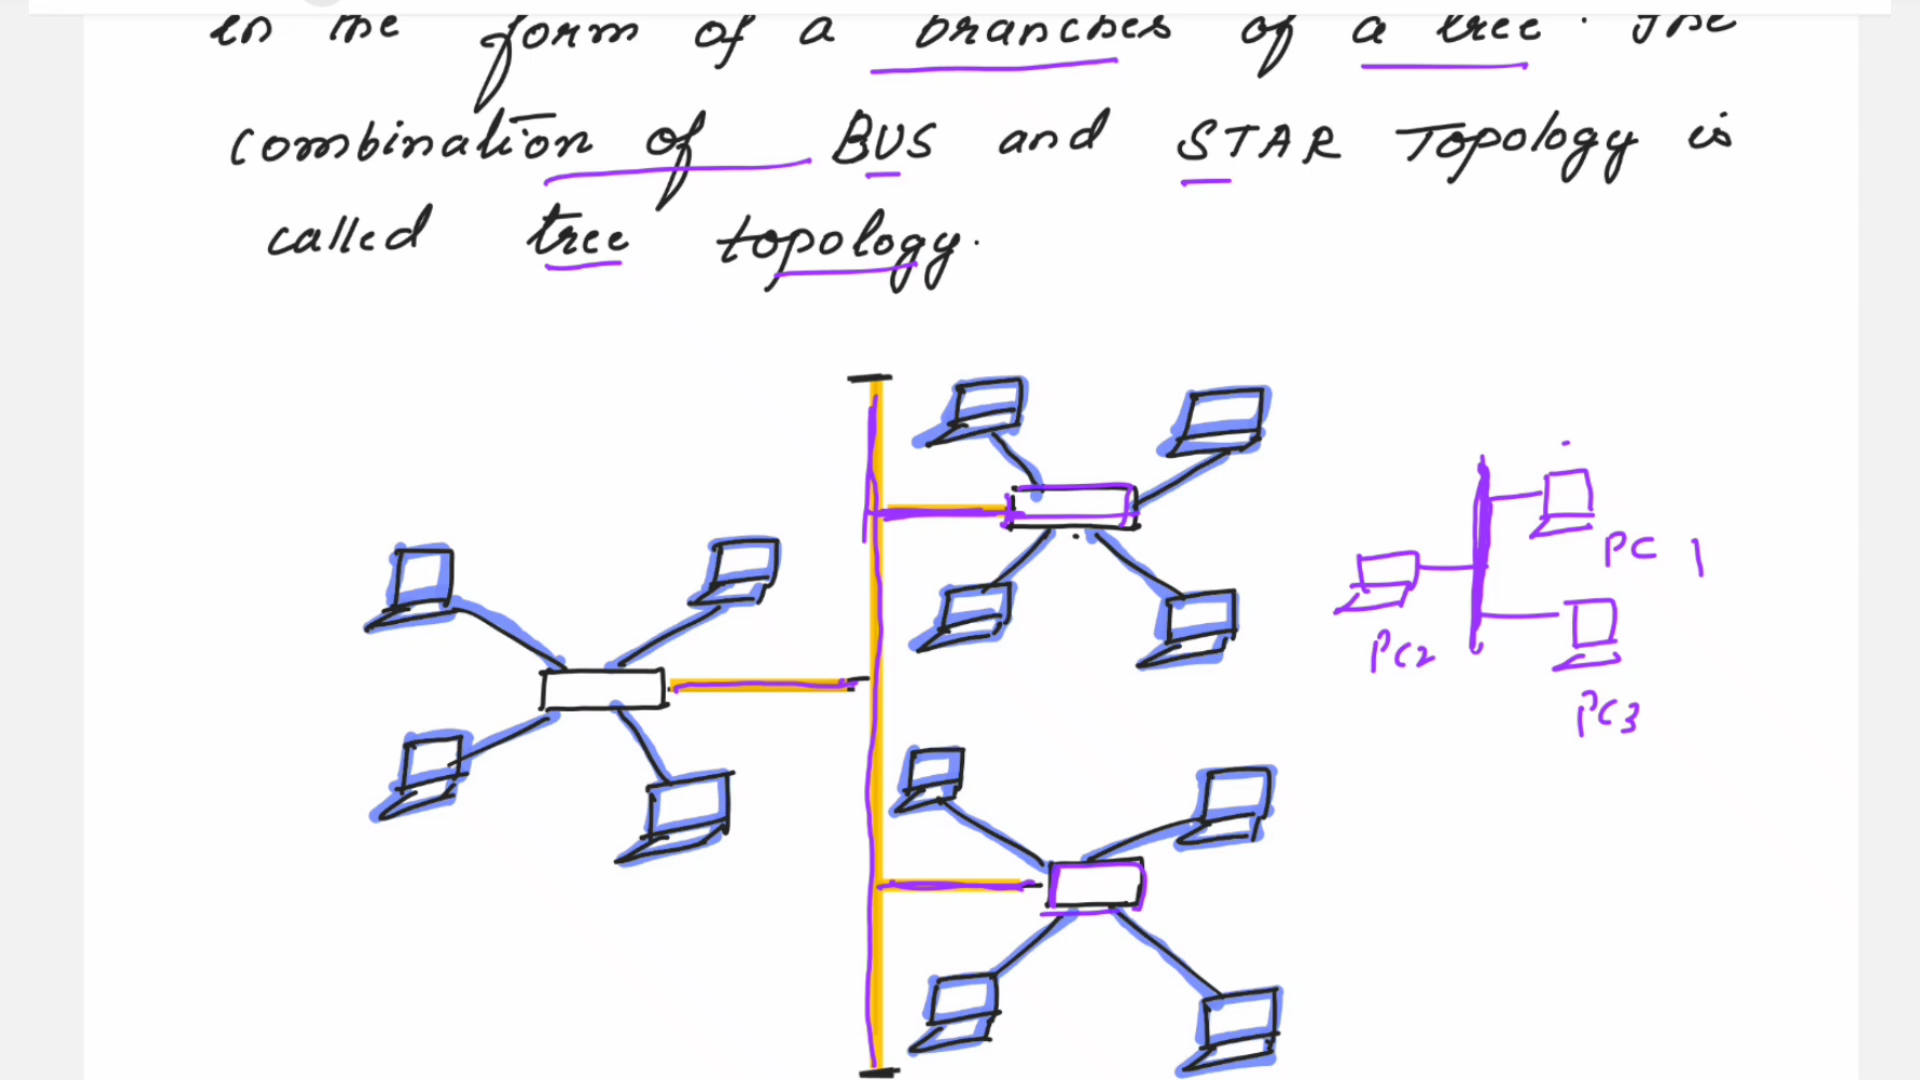 in the form of a branches of a tree. The
combination of BUS and STAR Topology is
called tree topology.
PC 1
PC2
PC3